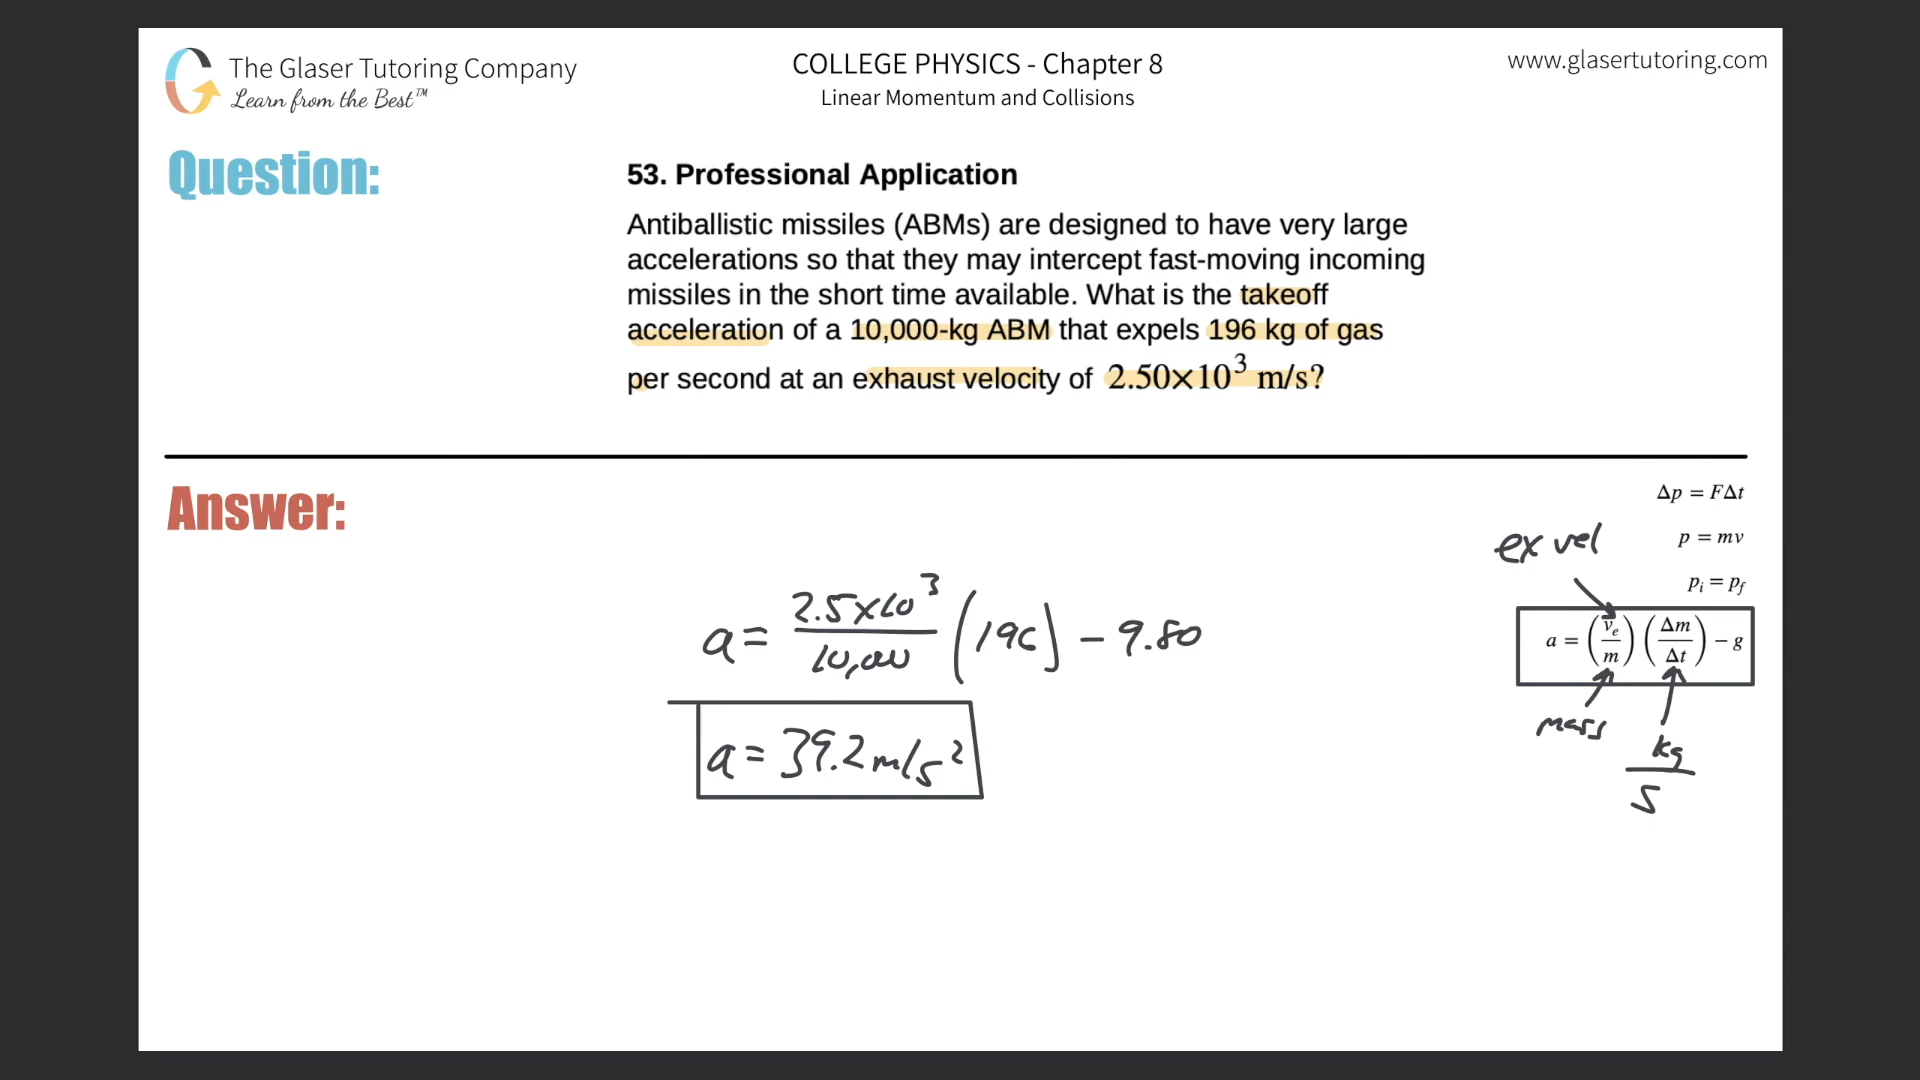 The Glaser Tutoring Company
Learn from the Best™
COLLEGE PHYSICS - Chapter 8
Linear Momentum and Collisions
www.glasertutoring.com
Question:
53. Professional Application
Antiballistic missiles (ABMs) are designed to have very large
accelerations so that they may intercept fast-moving incoming
missiles in the short time available. What is the takeoff
acceleration of a 10,000-kg ABM that expels 196 kg of gas
per second at an exhaust velocity of 2.50×10³ m/s?
Answer:
Δp = FΔt
p = mv
pᵢ = p_f
ex vel
a = (vₑ/m) (Δm/Δt) − g
mass
kg/s
a = 2.5×10³/10,000 (196) − 9.80
a = 39.2 m/s²